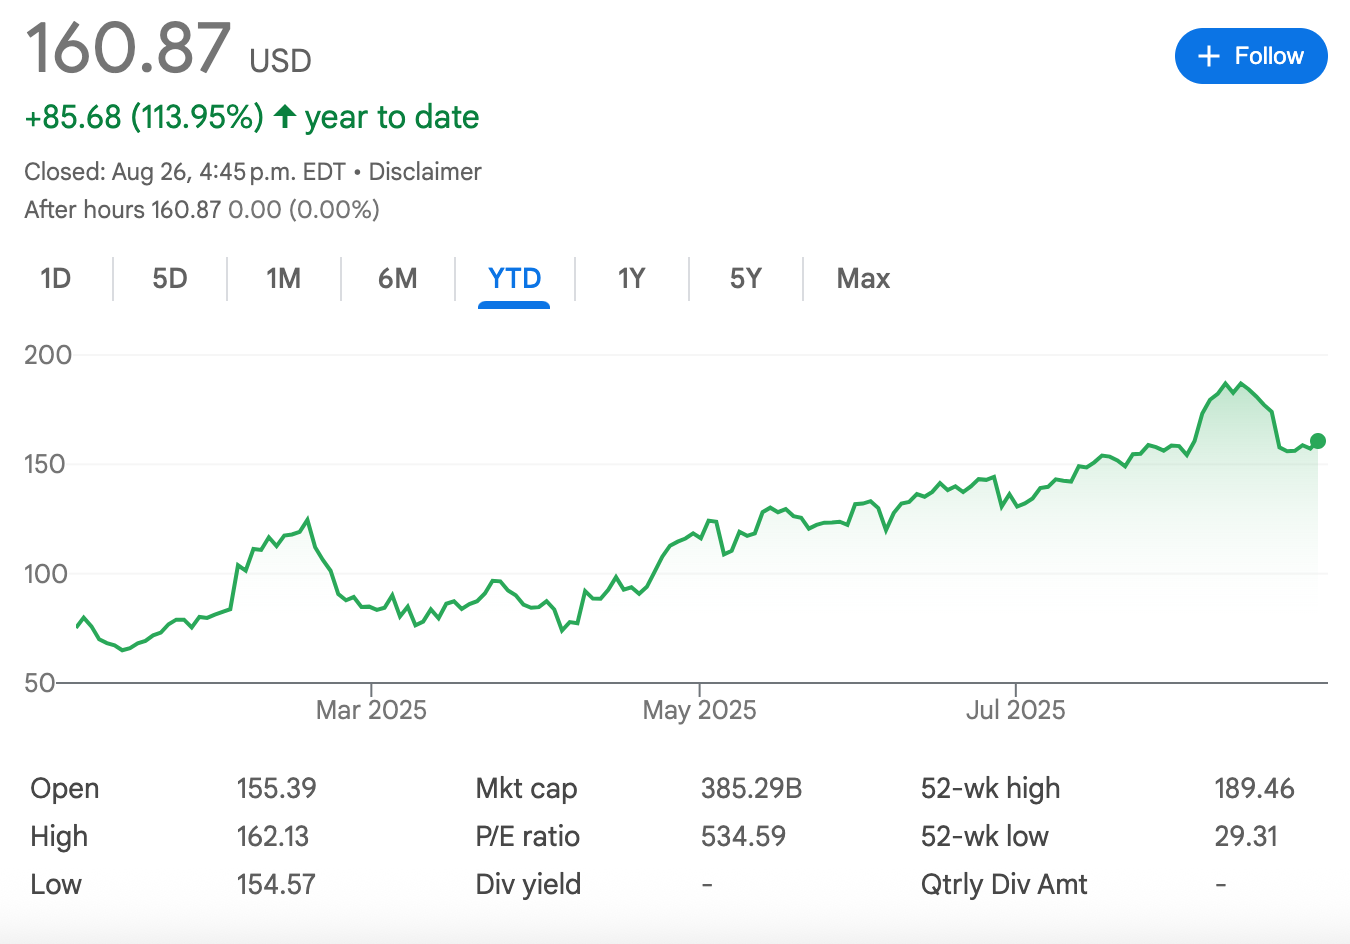 160.87 USD
+ Follow
+85.68 (113.95%) ↑ year to date
Closed: Aug 26, 4:45 p.m. EDT • Disclaimer
After hours 160.87 0.00 (0.00%)
1D 5D 1M 6M YTD 1Y 5Y Max
200
150
100
50
Mar 2025 May 2025 Jul 2025
Open 155.39 Mkt cap 385.29B 52-wk high 189.46
High 162.13 P/E ratio 534.59 52-wk low 29.31
Low 154.57 Div yield - Qtrly Div Amt -